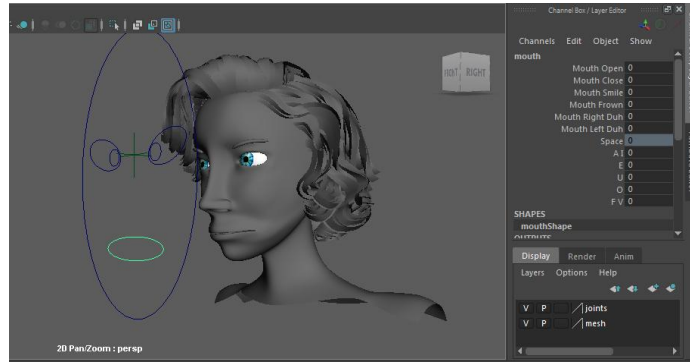 Channel Box / Layer Editor
Channels Edit Object Show
mouth
Mouth Open 0
Mouth Close 0
Mouth Smile 0
Mouth Frown 0
Mouth Right Duh 0
Mouth Left Duh 0
Space 0
A I 0
E 0
U 0
O 0
F V 0
SHAPES
mouthShape
OUTPUTS
FRONT RIGHT
Display Render Anim
Layers Options Help
V P joints
V P mesh
2D Pan/Zoom : persp